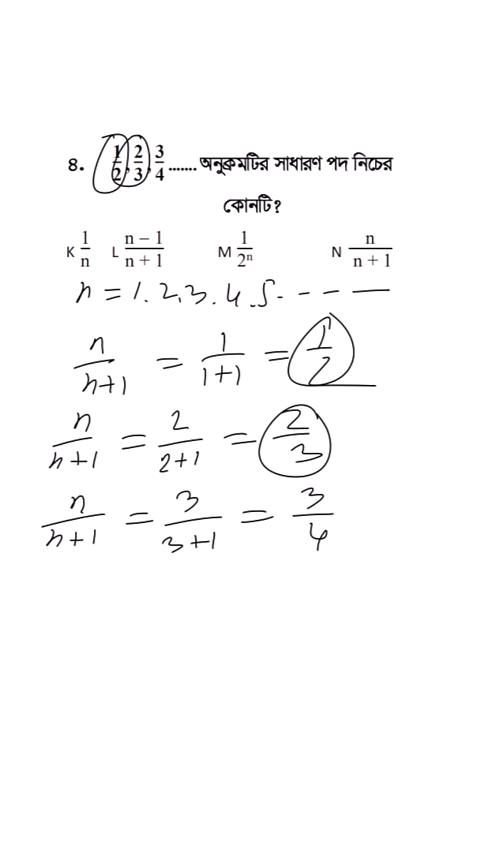 ৪. 1/2, 2/3, 3/4 ....... অনুক্রমটির সাধারণ পদ নিচের
কোনটি?
K 1/n L (n – 1)/(n + 1) M 1/2ⁿ N n/(n + 1)
n = 1. 2. 3. 4. 5. - - —
n/(n+1) = 1/(1+1) = 1/2
n/(n+1) = 2/(2+1) = 2/3
n/(n+1) = 3/(3+1) = 3/4